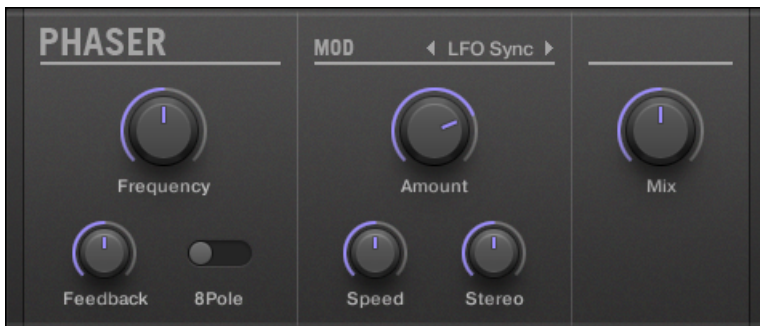 PHASER
MOD
LFO Sync
Frequency
Amount
Mix
Feedback
8Pole
Speed
Stereo